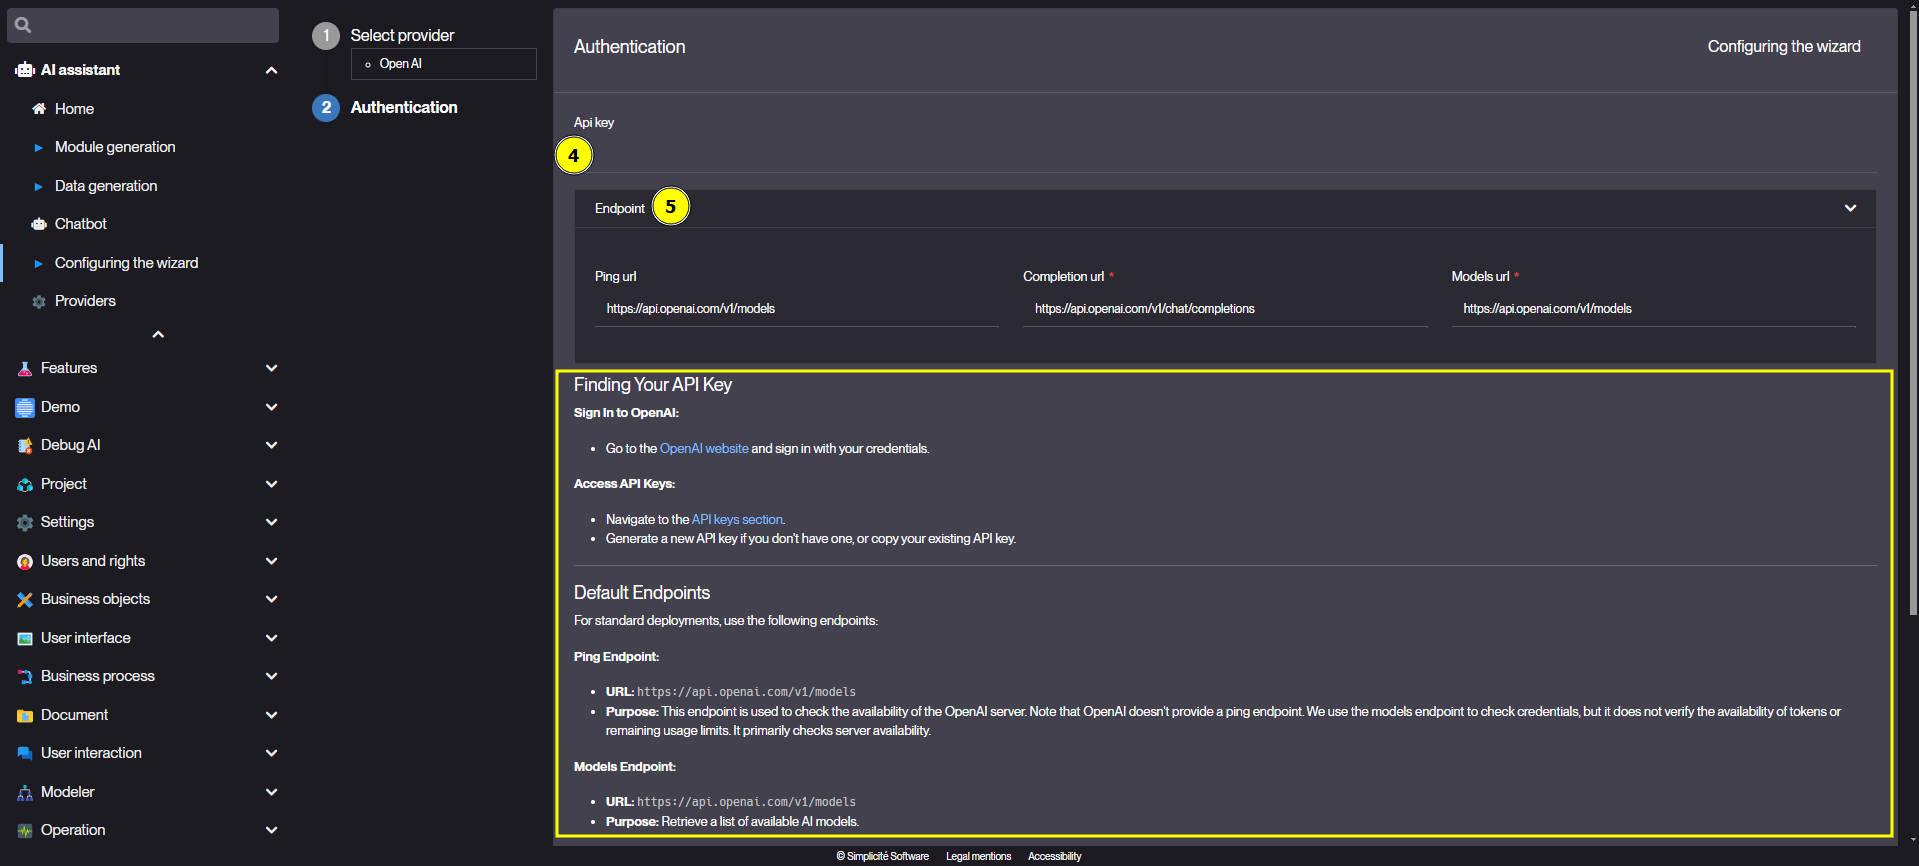 AI assistant
Home
Module generation
Data generation
Chatbot
Configuring the wizard
Providers
Features
Demo
Debug AI
Project
Settings
Users and rights
Business objects
User interface
Business process
Document
User interaction
Modeler
Operation
1 Select provider
Open AI
2 Authentication
Authentication
Configuring the wizard
Api key
4
Endpoint 5
Ping url
Completion url *
Models url *
https://api.openai.com/v1/models
https://api.openai.com/v1/chat/completions
https://api.openai.com/v1/models
Finding Your API Key
Sign In to OpenAI:
• Go to the OpenAI website and sign in with your credentials.
Access API Keys:
• Navigate to the API keys section.
• Generate a new API key if you don't have one, or copy your existing API key.
Default Endpoints
For standard deployments, use the following endpoints:
Ping Endpoint:
• URL: https://api.openai.com/v1/models
• Purpose: This endpoint is used to check the availability of the OpenAI server. Note that OpenAI doesn't provide a ping endpoint. We use the models endpoint to check credentials, but it does not verify the availability of tokens or
remaining usage limits. It primarily checks server availability.
Models Endpoint:
• URL: https://api.openai.com/v1/models
• Purpose: Retrieve a list of available AI models.
© Simplicité Software
Legal mentions
Accessibility